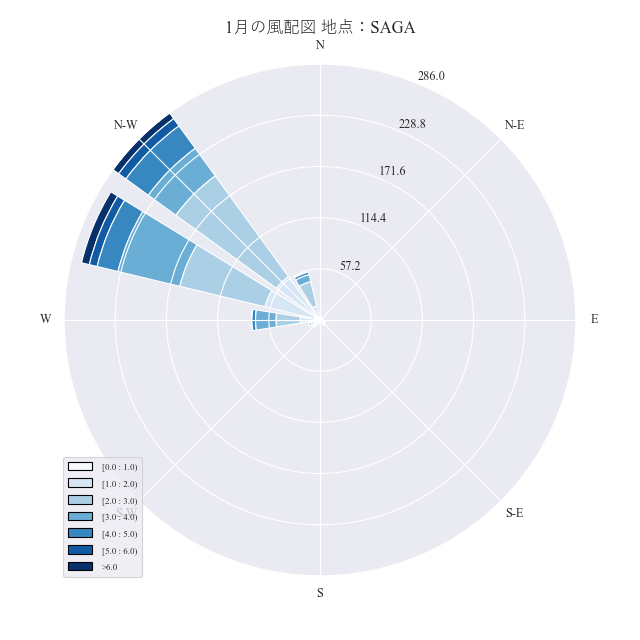 1月の風配図 地点：SAGA
N
286.0
N-W
N-E
228.8
171.6
114.4
57.2
W
E
[0.0 : 1.0)
[1.0 : 2.0)
[2.0 : 3.0)
S-W
[3.0 : 4.0)
S-E
[4.0 : 5.0)
[5.0 : 6.0)
>6.0
S